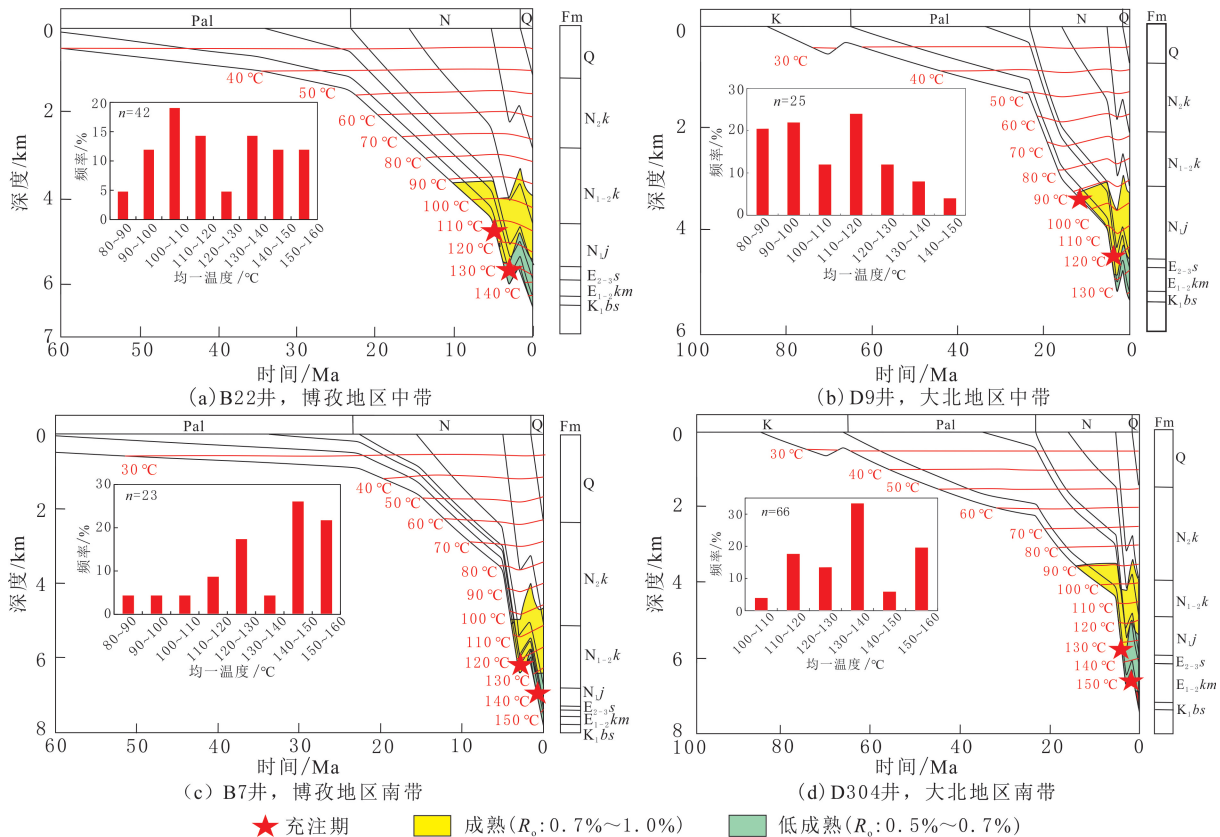 Pal N Q Fm
0
2
4
6
7
深度/km
40 ℃
50 ℃
60 ℃
70 ℃
80 ℃
90 ℃
100 ℃
110 ℃
120 ℃
130 ℃
140 ℃
n=42
20
15
10
5
0
频率/%
80~90
90~100
100~110
110~120
120~130
130~140
140~150
150~160
均一温度/℃
Q
N₂k
N₁₋₂k
N₁j
E₂₋₃s
E₁₋₂km
K₁bs
60 50 40 30 20 10 0
时间/Ma
(a)B22井，博孜地区中带
K Pal N Q Fm
0
2
4
6
深度/km
30 ℃
40 ℃
50 ℃
60 ℃
70 ℃
80 ℃
90 ℃
100 ℃
110 ℃
120 ℃
130 ℃
n=25
30
20
10
0
频率/%
80~90
90~100
100~110
110~120
120~130
130~140
140~150
均一温度/℃
Q
N₂k
N₁₋₂k
N₁j
E₂₋₃s
E₁₋₂km
K₁bs
100 80 60 40 20 0
时间/Ma
(b)D9井，大北地区中带
Pal N Q Fm
0
2
4
6
8
深度/km
30 ℃
40 ℃
50 ℃
60 ℃
70 ℃
80 ℃
90 ℃
100 ℃
110 ℃
120 ℃
130 ℃
140 ℃
150 ℃
n=23
30
20
10
0
频率/%
80~90
90~100
100~110
110~120
120~130
130~140
140~150
150~160
均一温度/℃
Q
N₂k
N₁₋₂k
N₁j
E₂₋₃s
E₁₋₂km
K₁bs
60 50 40 30 20 10 0
时间/Ma
(c) B7井，博孜地区南带
K Pal N Q Fm
0
2
4
6
8
深度/km
30 ℃
40 ℃
50 ℃
60 ℃
70 ℃
80 ℃
90 ℃
100 ℃
110 ℃
120 ℃
130 ℃
140 ℃
150 ℃
n=66
30
20
10
0
频率/%
100~110
110~120
120~130
130~140
140~150
150~160
均一温度/℃
Q
N₂k
N₁₋₂k
N₁j
E₂₋₃s
E₁₋₂km
K₁bs
100 80 60 40 20 0
时间/Ma
(d)D304井，大北地区南带
充注期 成熟(Rₒ:0.7%～1.0%) 低成熟(Rₒ:0.5%～0.7%)